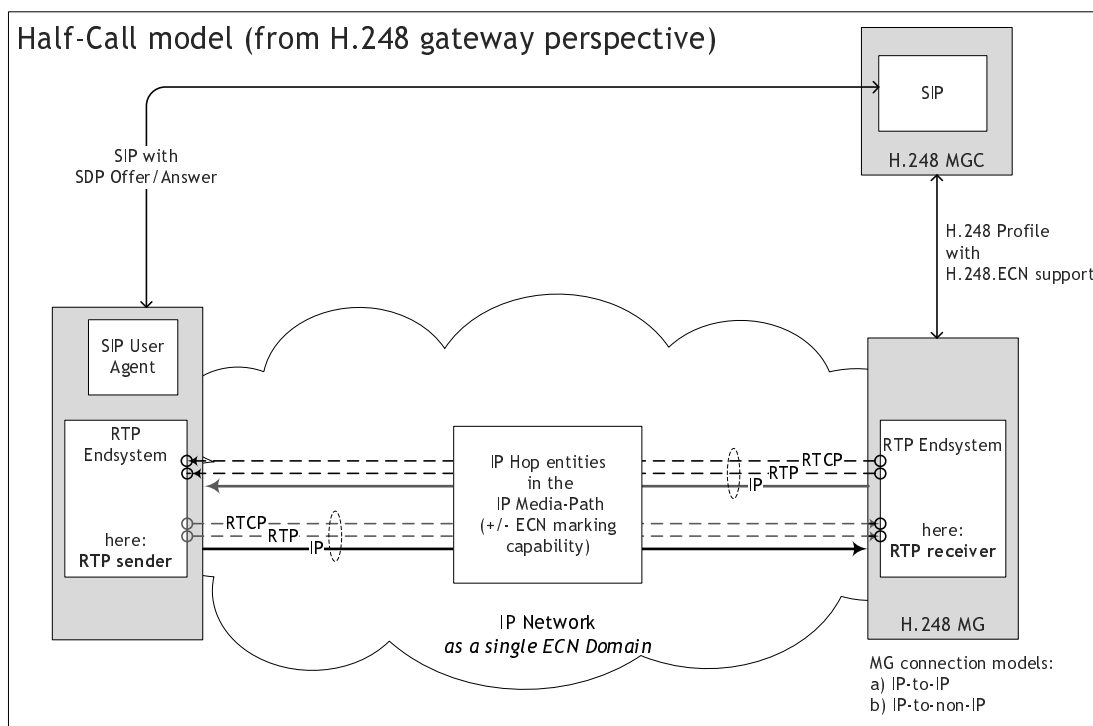 Half-Call model (from H.248 gateway perspective)
SIP
H.248 MGC
SIP with
SDP Offer/Answer
H.248 Profile
with
H.248.ECN support
SIP User
Agent
RTP
Endsystem
here:
RTP sender
IP Hop entities
in the
IP Media-Path
(+/- ECN marking
capability)
RTCP
RTP
IP
RTCP
RTP
IP
RTP Endsystem
here:
RTP receiver
H.248 MG
IP Network
as a single ECN Domain
MG connection models:
a) IP-to-IP
b) IP-to-non-IP